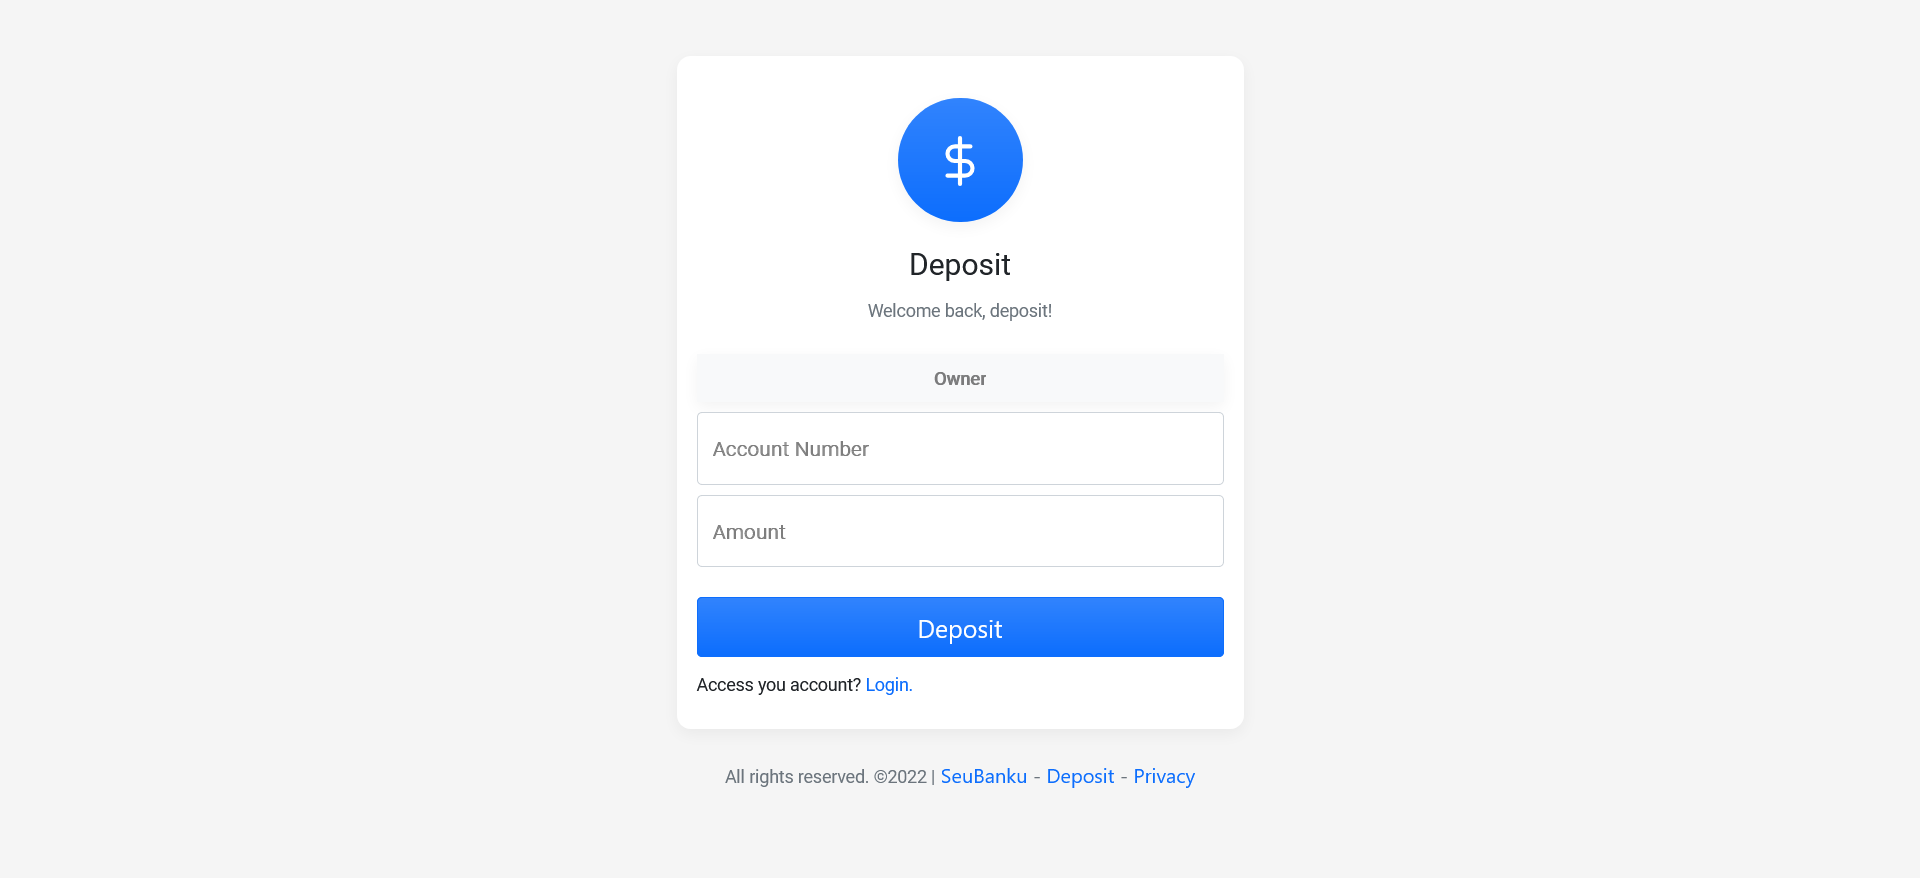 $
Deposit
Welcome back, deposit!
Owner
Account Number
Amount
Deposit
Access you account? Login.
All rights reserved. ©2022 | SeuBanku - Deposit - Privacy